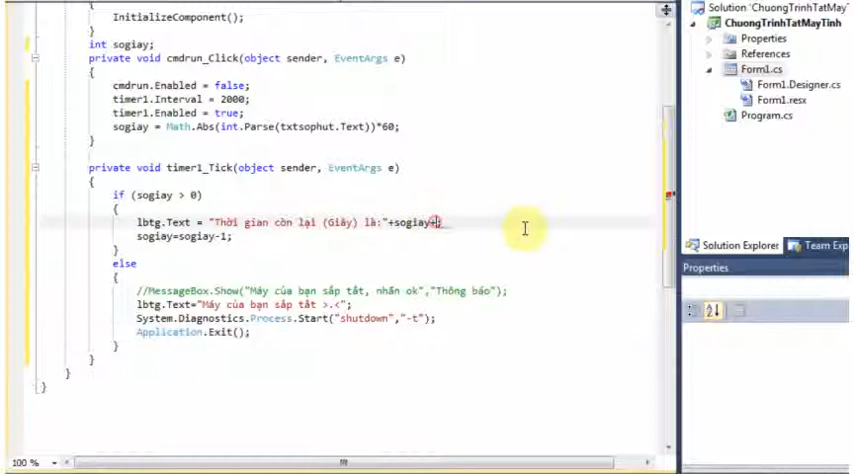 {
InitializeComponent();
}
int sogiay;
private void cmdrun_Click(object sender, EventArgs e)
{
cmdrun.Enabled = false;
timer1.Interval = 2000;
timer1.Enabled = true;
sogiay = Math.Abs(int.Parse(txtsophut.Text))*60;
}
private void timer1_Tick(object sender, EventArgs e)
{
if (sogiay > 0)
{
lbtg.Text = "Thời gian còn lại (Giây) là:"+sogiay+;
sogiay=sogiay-1;
}
else
{
//MessageBox.Show("Máy của bạn sắp tắt, nhấn ok","Thông báo");
lbtg.Text="Máy của bạn sắp tắt >.<";
System.Diagnostics.Process.Start("shutdown","-t");
Application.Exit();
}
}
}
}
100 %
Solution 'ChuongTrinhTatMay
ChuongTrinhTatMayTinh
Properties
References
Form1.cs
Form1.Designer.cs
Form1.resx
Program.cs
Solution Explorer
Team Exp
Properties